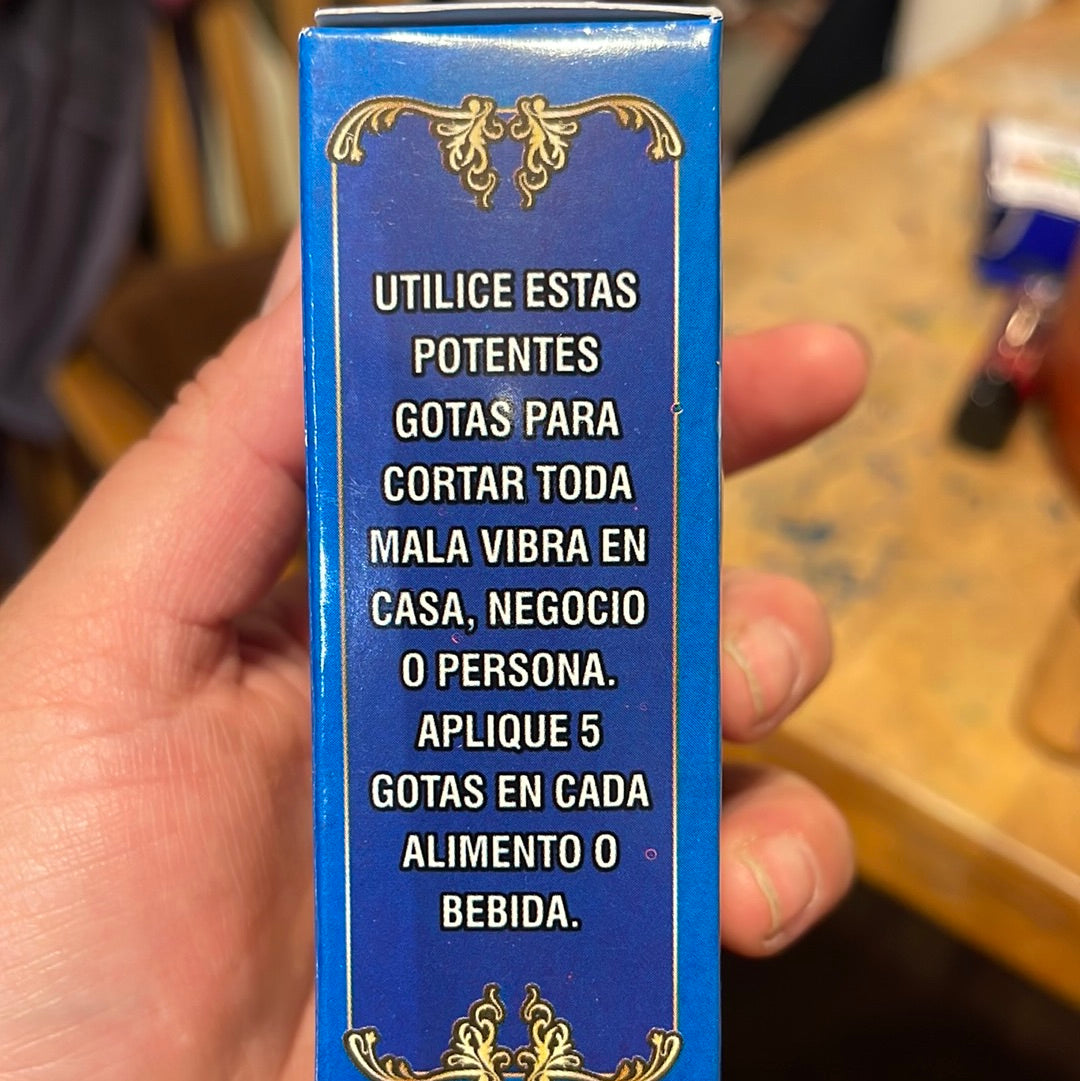 UTILICE ESTAS
POTENTES
GOTAS PARA
CORTAR TODA
MALA VIBRA EN
CASA, NEGOCIO
O PERSONA.
APLIQUE 5
GOTAS EN CADA
ALIMENTO O
BEBIDA.